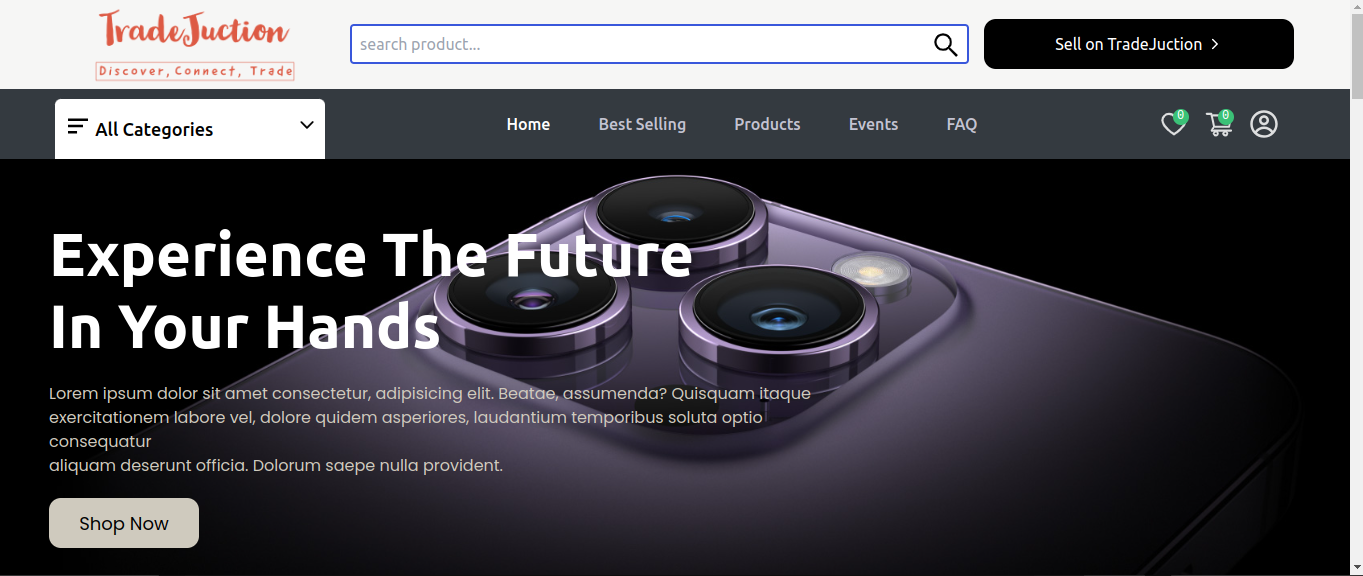 TradeJuction
Discover, Connect, Trade
search product...
Sell on TradeJuction
All Categories
Home
Best Selling
Products
Events
FAQ
0
0
Experience The Future
In Your Hands
Lorem ipsum dolor sit amet consectetur, adipisicing elit. Beatae, assumenda? Quisquam itaque
exercitationem labore vel, dolore quidem asperiores, laudantium temporibus soluta optio
consequatur
aliquam deserunt officia. Dolorum saepe nulla provident.
Shop Now